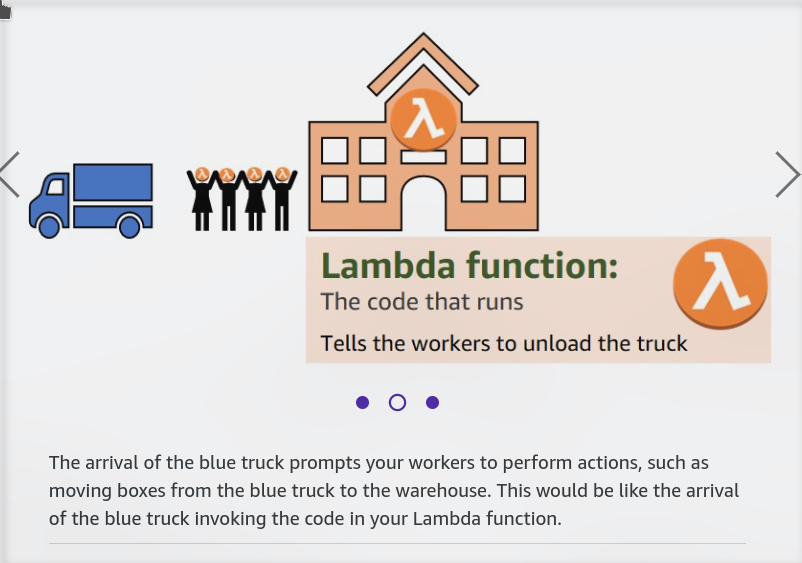 Lambda function:
The code that runs
Tells the workers to unload the truck
The arrival of the blue truck prompts your workers to perform actions, such as
moving boxes from the blue truck to the warehouse. This would be like the arrival
of the blue truck invoking the code in your Lambda function.